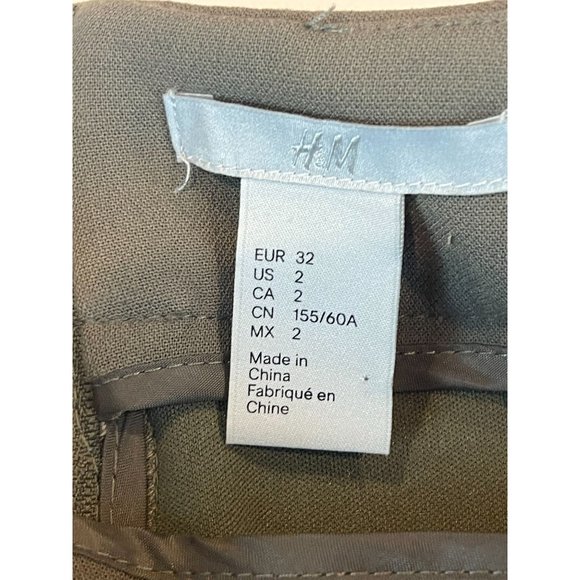 H&M
EUR 32
US 2
CA 2
CN 155/60A
MX 2
Made in
China
Fabriqué en
Chine